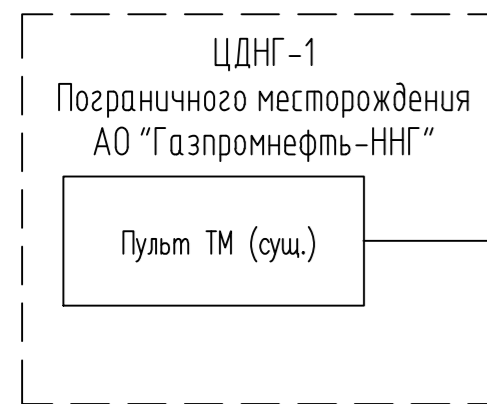 ЦДНГ-1
Пограничного месторождения
АО "Газпромнефть-ННГ"
Пульт ТМ (сущ.)